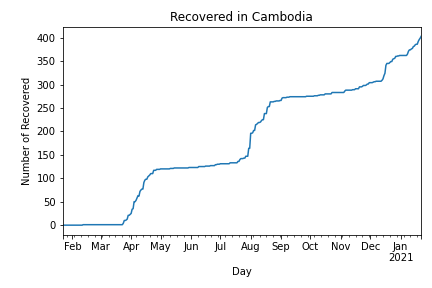 Recovered in Cambodia
Number of Recovered
400
350
300
250
200
150
100
50
0
Feb Mar Apr May Jun Jul Aug Sep Oct Nov Dec Jan
2021
Day